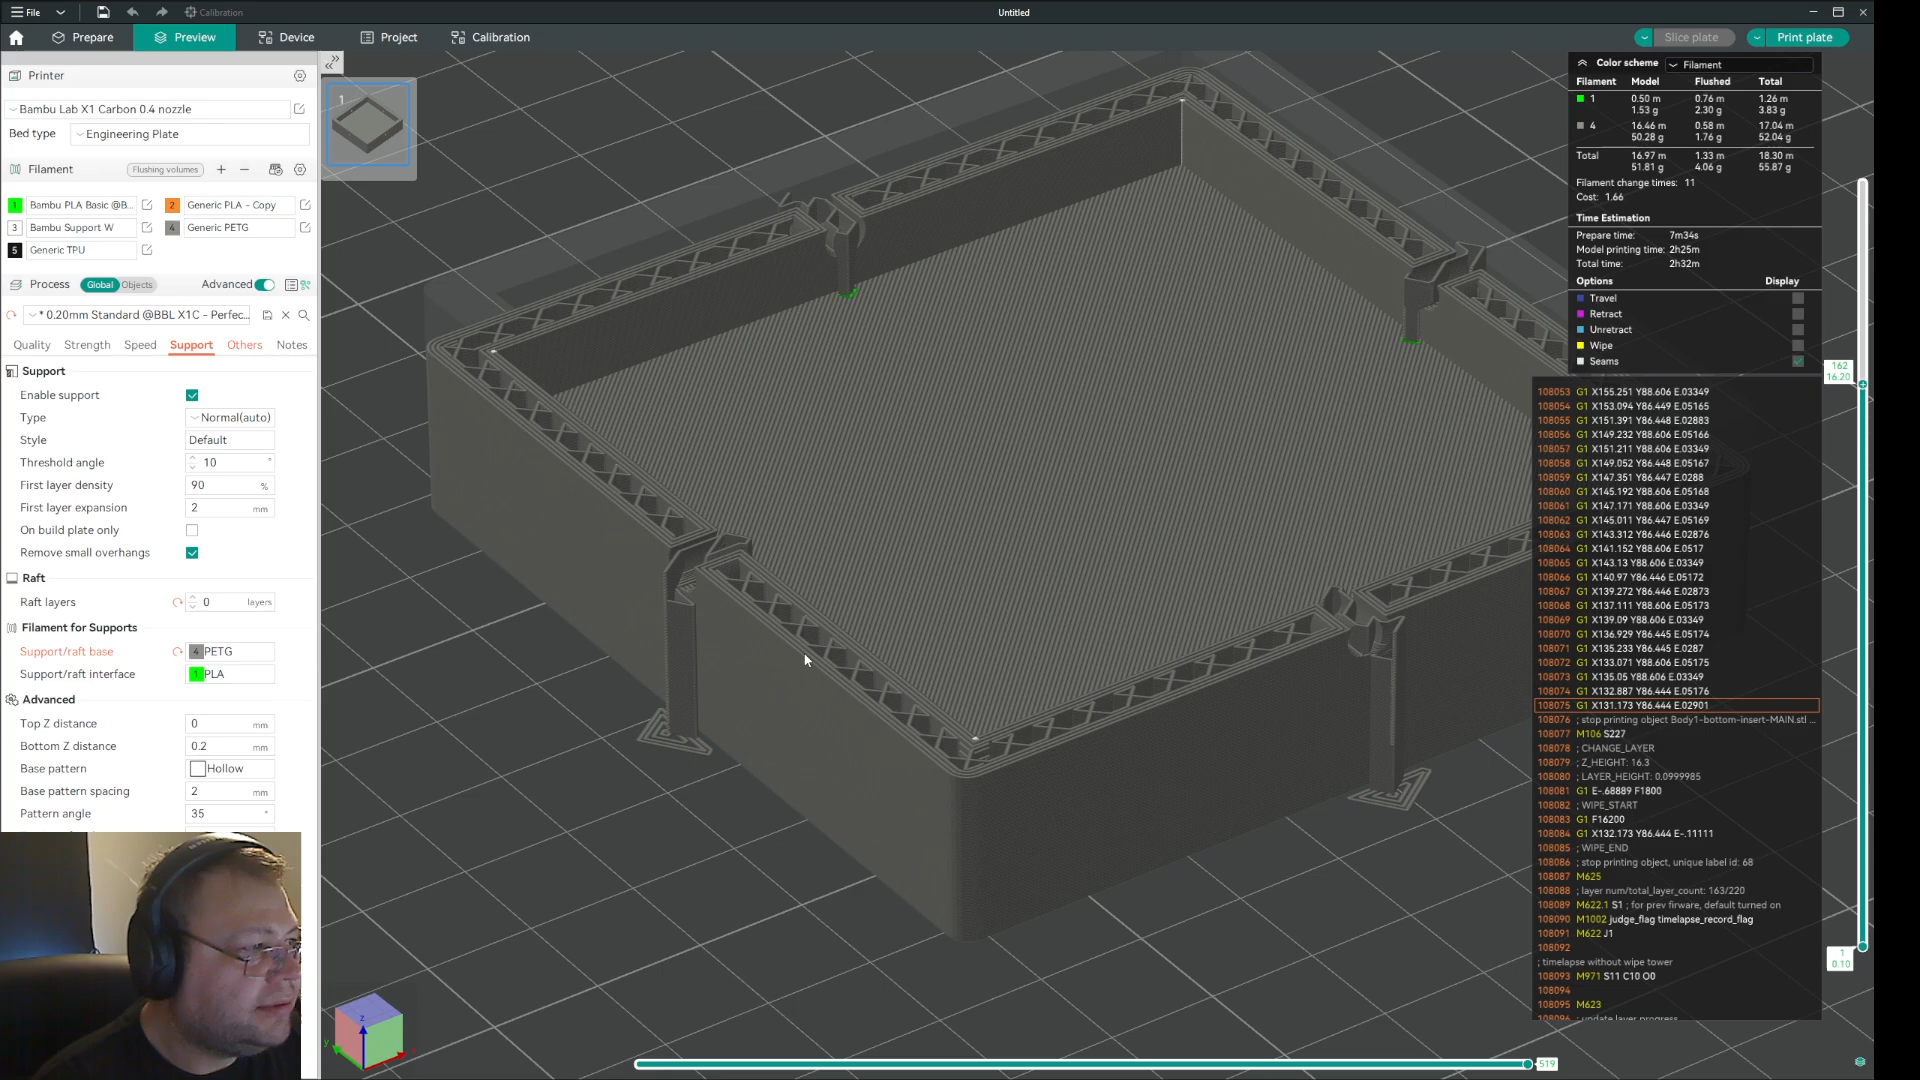 File
Calibration
Untitled
Prepare
Preview
Device
Project
Calibration
Slice plate
Print plate
Printer
Bambu Lab X1 Carbon 0.4 nozzle
Bed type
Engineering Plate
Filament
Flushing volumes
1 Bambu PLA Basic @B...
2 Generic PLA - Copy
3 Bambu Support W
4 Generic PETG
5 Generic TPU
Process
Global Objects
Advanced
* 0.20mm Standard @BBL X1C - Perfec...
Quality Strength Speed Support Others Notes
Support
Enable support
Type Normal(auto)
Style Default
Threshold angle 10 °
First layer density 90 %
First layer expansion 2 mm
On build plate only
Remove small overhangs
Raft
Raft layers 0 layers
Filament for Supports
Support/raft base 4 PETG
Support/raft interface 1 PLA
Advanced
Top Z distance 0 mm
Bottom Z distance 0.2 mm
Base pattern Hollow
Base pattern spacing 2 mm
Pattern angle 35 °
1
Color scheme Filament
Filament Model Flushed Total
1 0.50 m 0.76 m 1.26 m
1.53 g 2.30 g 3.83 g
4 16.46 m 0.58 m 17.04 m
50.28 g 1.76 g 52.04 g
Total 16.97 m 1.33 m 18.30 m
51.81 g 4.06 g 55.87 g
Filament change times: 11
Cost: 1.66
Time Estimation
Prepare time: 7m34s
Model printing time: 2h25m
Total time: 2h32m
Options Display
Travel
Retract
Unretract
Wipe
Seams
162
16.20
108053 G1 X155.251 Y88.606 E.03349
108054 G1 X153.094 Y86.449 E.05165
108055 G1 X151.391 Y86.448 E.02883
108056 G1 X149.232 Y88.606 E.05166
108057 G1 X151.211 Y88.606 E.03349
108058 G1 X149.052 Y86.448 E.05167
108059 G1 X147.351 Y86.447 E.0288
108060 G1 X145.192 Y88.606 E.05168
108061 G1 X147.171 Y88.606 E.03349
108062 G1 X145.011 Y86.447 E.05169
108063 G1 X143.312 Y86.446 E.02876
108064 G1 X141.152 Y88.606 E.0517
108065 G1 X143.13 Y88.606 E.03349
108066 G1 X140.97 Y86.446 E.05172
108067 G1 X139.272 Y86.446 E.02873
108068 G1 X137.111 Y88.606 E.05173
108069 G1 X139.09 Y88.606 E.03349
108070 G1 X136.929 Y86.445 E.05174
108071 G1 X135.233 Y86.445 E.0287
108072 G1 X133.071 Y88.606 E.05175
108073 G1 X135.05 Y88.606 E.03349
108074 G1 X132.887 Y86.444 E.05176
108075 G1 X131.173 Y86.444 E.02901
108076 ; stop printing object Body1-bottom-insert-MAIN.stl ...
108077 M106 S227
108078 ; CHANGE_LAYER
108079 ; Z_HEIGHT: 16.3
108080 ; LAYER_HEIGHT: 0.0999985
108081 G1 E-.68889 F1800
108082 ; WIPE_START
108083 G1 F16200
108084 G1 X132.173 Y86.444 E-.11111
108085 ; WIPE_END
108086 ; stop printing object, unique label id: 68
108087 M625
108088 ; layer num/total_layer_count: 163/220
108089 M622.1 S1 ; for prev firware, default turned on
108090 M1002 judge_flag timelapse_record_flag
108091 M622 J1
108092
; timelapse without wipe tower
108093 M971 S11 C10 O0
108094
108095 M623
108096 ; update layer progress
1
0.10
519
z
y